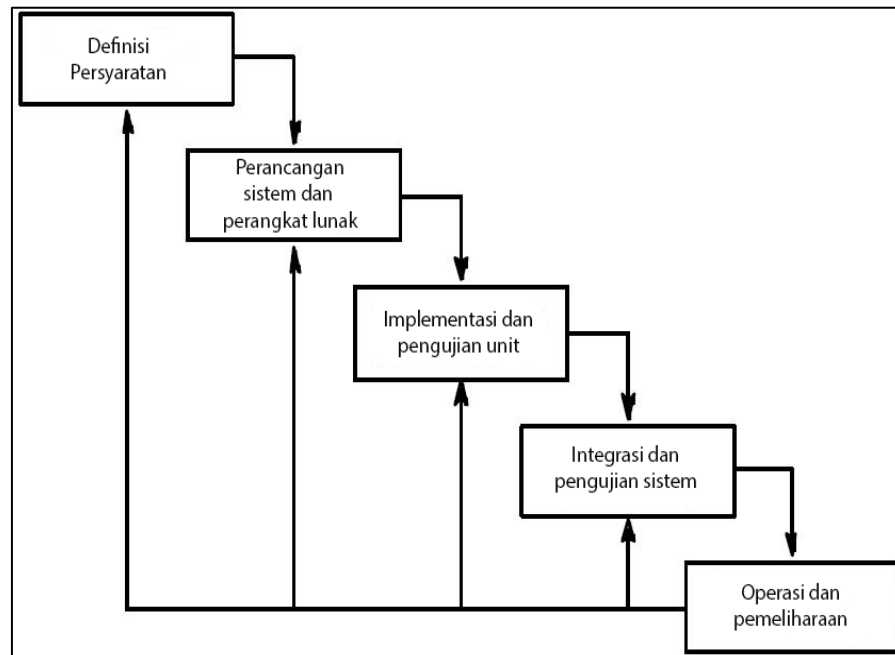 Definisi
Persyaratan
Perancangan
sistem dan
perangkat lunak
Implementasi dan
pengujian unit
Integrasi dan
pengujian sistem
Operasi dan
pemeliharaan